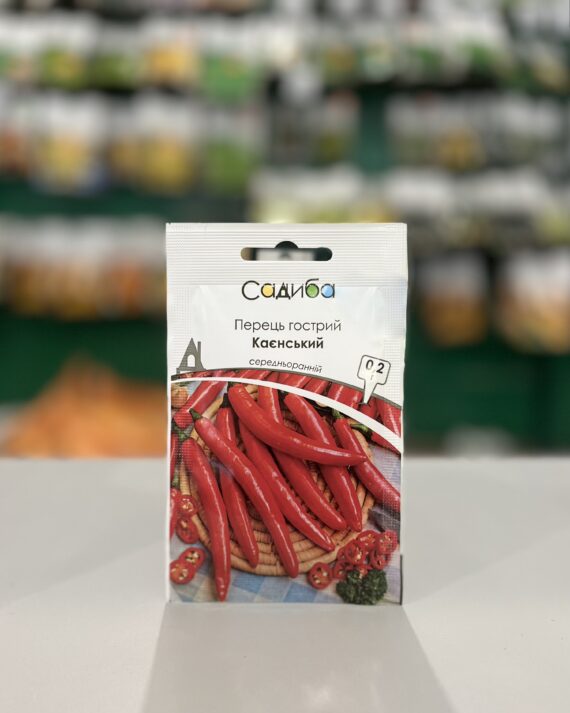 Садиба
Перець гострий
Каєнський
середньоранній
0,2
г